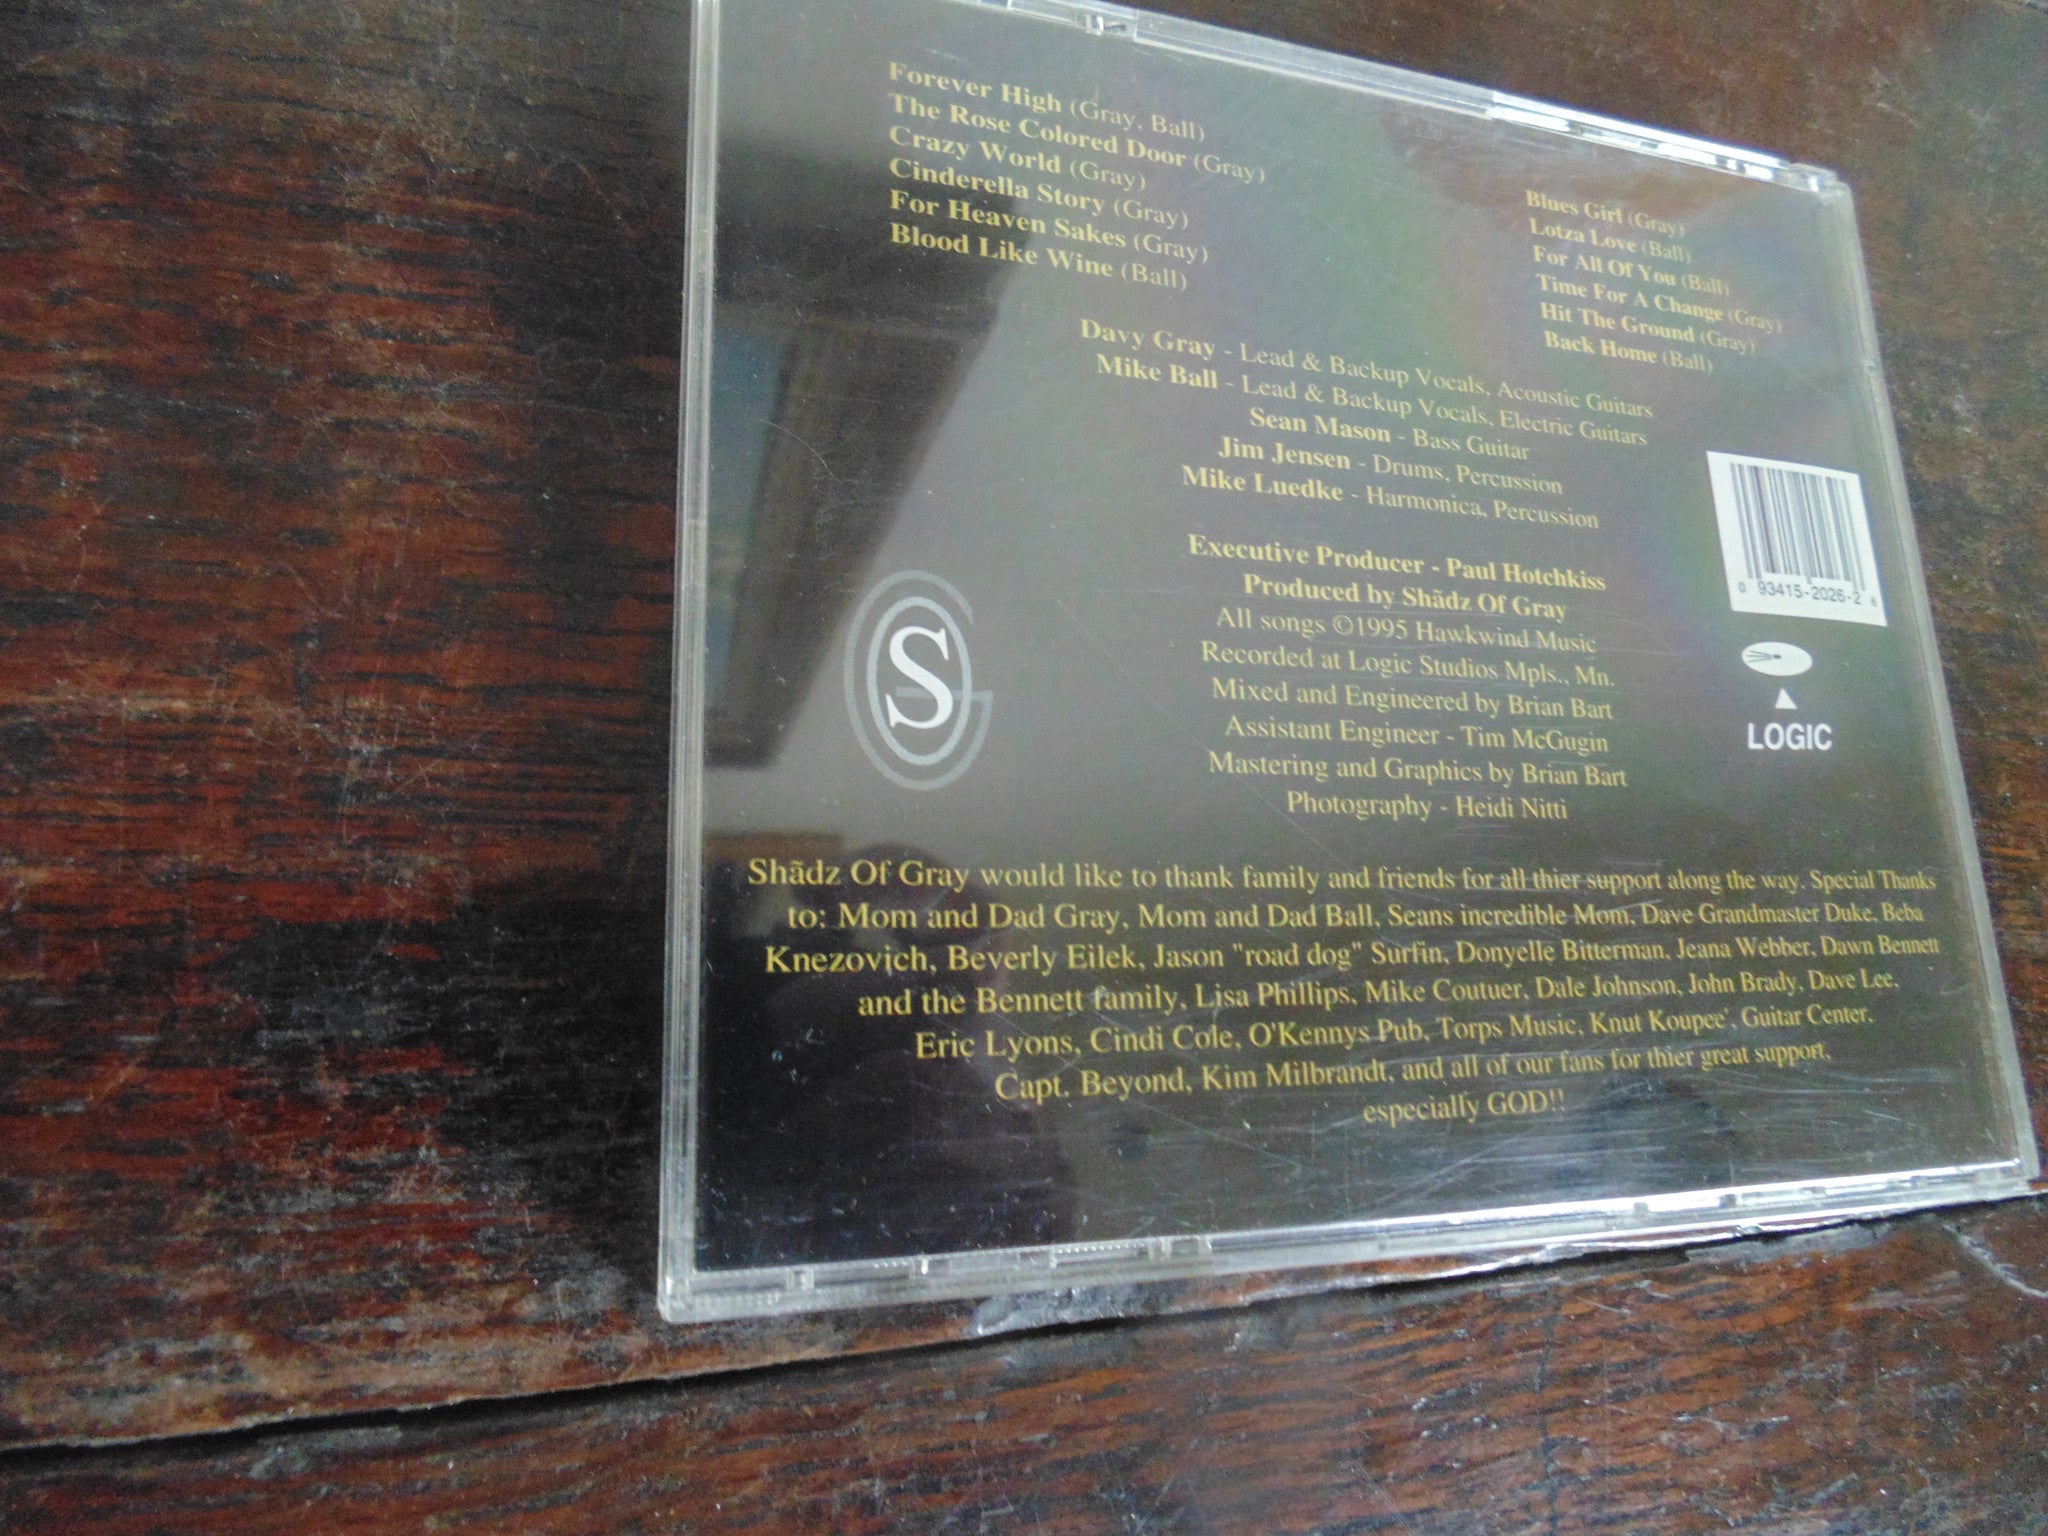 Forever High (Gray, Ball)
The Rose Colored Door (Gray)
Crazy World (Gray)
Cinderella Story (Gray)
For Heaven Sakes (Gray)
Blood Like Wine (Ball)
Blues Girl (Gray)
Lotza Love (Ball)
For All Of You (Ball)
Time For A Change (Gray)
Hit The Ground (Gray)
Back Home (Ball)
Davy Gray - Lead & Backup Vocals, Acoustic Guitars
Mike Ball - Lead & Backup Vocals, Electric Guitars
Sean Mason - Bass Guitar
Jim Jensen - Drums, Percussion
Mike Luedke - Harmonica, Percussion
Executive Producer - Paul Hotchkiss
Produced by Shãdz Of Gray
All songs ©1995 Hawkwind Music
Recorded at Logic Studios Mpls., Mn.
Mixed and Engineered by Brian Bart
Assistant Engineer - Tim McGugin
Mastering and Graphics by Brian Bart
Photography - Heidi Nitti
S G
0 93415-2026-2 6
LOGIC
Shãdz Of Gray would like to thank family and friends for all thier support along the way. Special Thanks
to: Mom and Dad Gray, Mom and Dad Ball, Seans incredible Mom, Dave Grandmaster Duke, Beba
Knezovich, Beverly Eilek, Jason "road dog" Surfin, Donyelle Bitterman, Jeana Webber, Dawn Bennett
and the Bennett family, Lisa Phillips, Mike Coutuer, Dale Johnson, John Brady, Dave Lee,
Eric Lyons, Cindi Cole, O'Kennys Pub, Torps Music, Knut Koupee', Guitar Center,
Capt. Beyond, Kim Milbrandt, and all of our fans for thier great support,
especially GOD!!